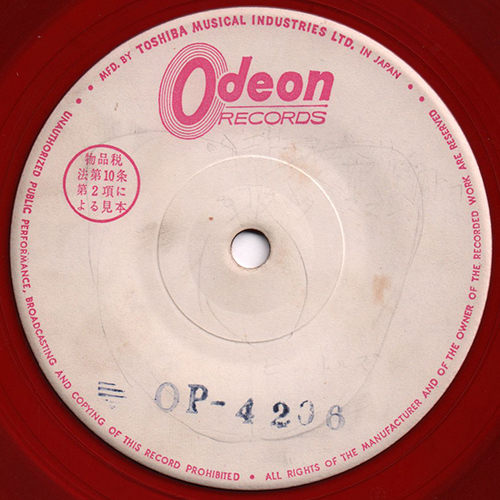 • MFD. BY TOSHIBA MUSICAL INDUSTRIES LTD. IN JAPAN •
Odeon
RECORDS
物品税
法第10条
第2項に
よる見本
OP-4236
• UNAUTHORIZED PUBLIC PERFORMANCE, BROADCASTING AND COPYING OF THIS RECORD PROHIBITED • ALL RIGHTS OF THE MANUFACTURER AND OF THE OWNER OF THE RECORDED WORK ARE RESERVED •